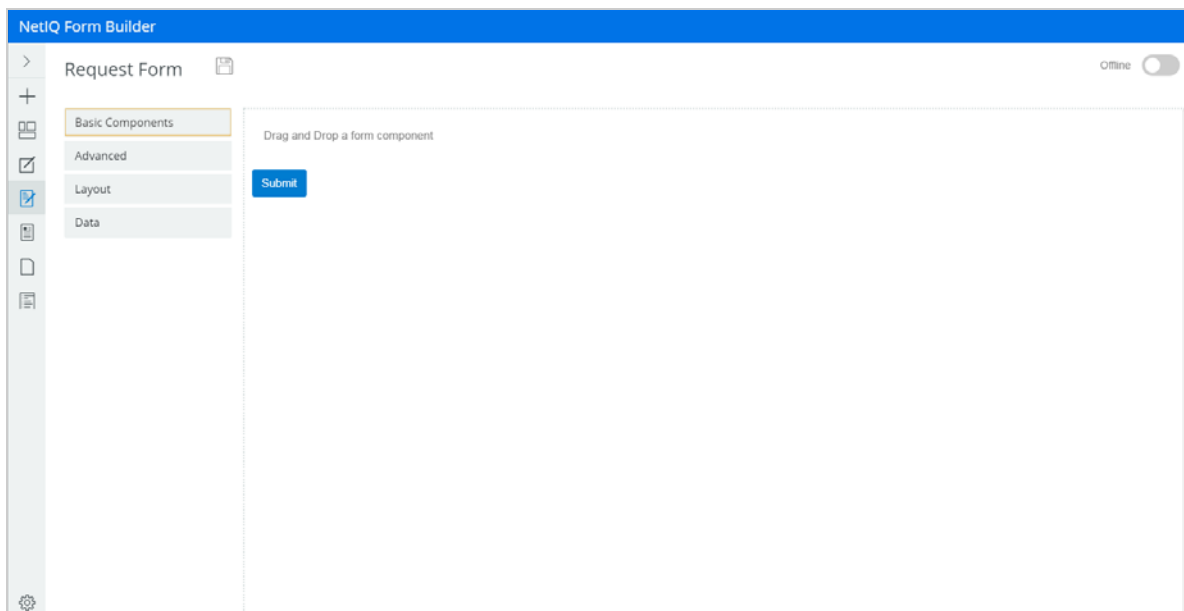 NetIQ Form Builder
Request Form
Offline
Basic Components
Advanced
Layout
Data
Drag and Drop a form component
Submit